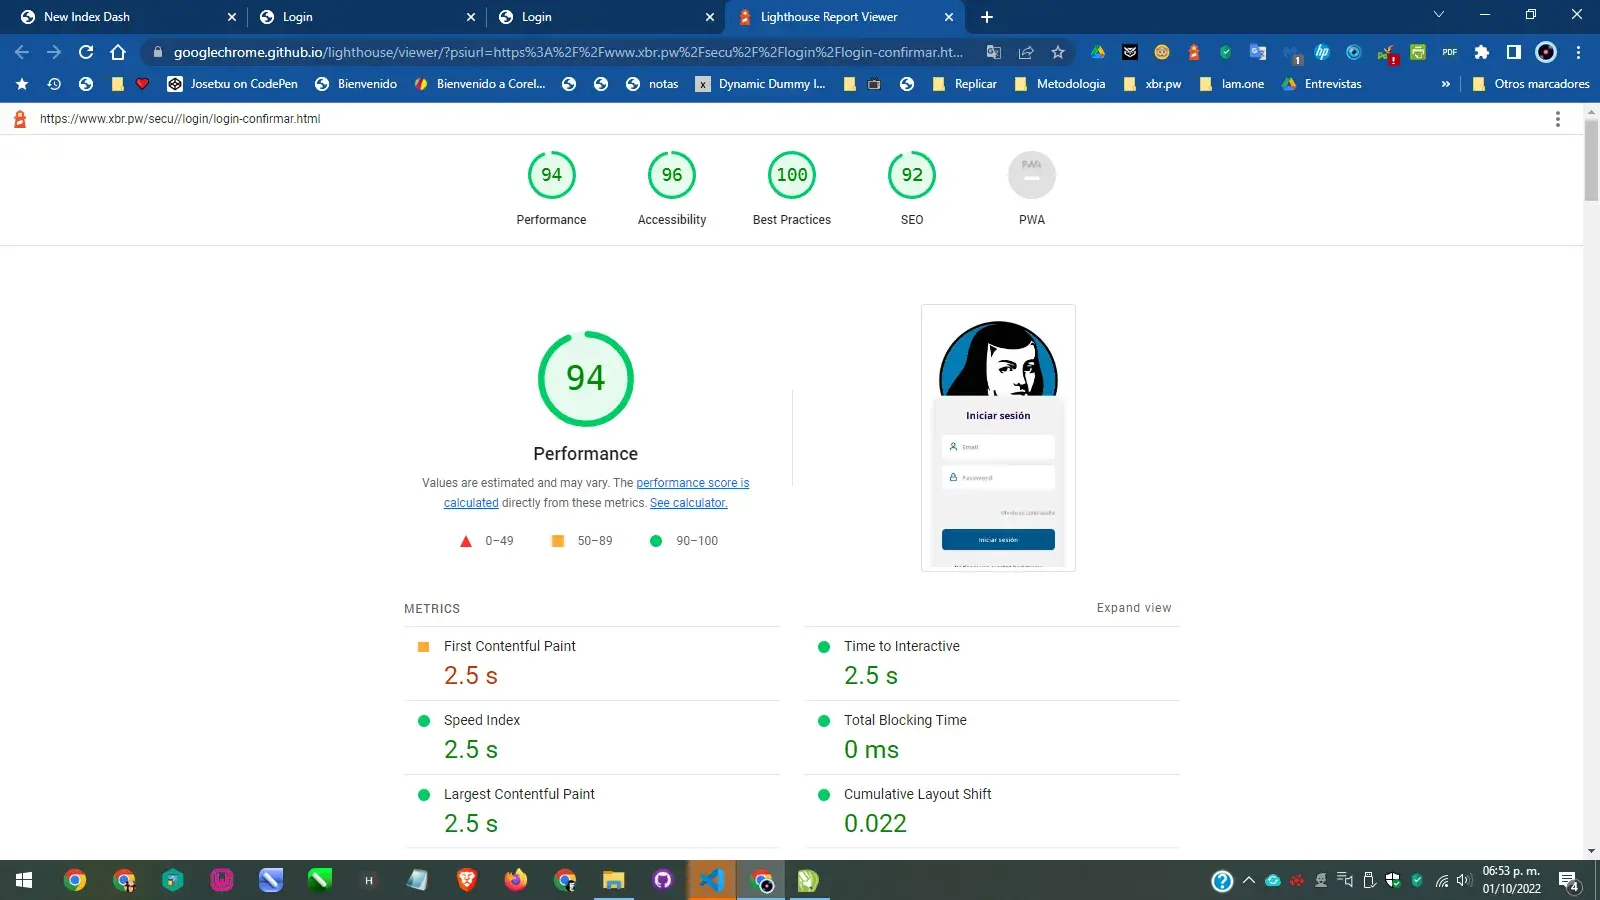 New Index Dash
Login
Login
Lighthouse Report Viewer
googlechrome.github.io/lighthouse/viewer/?psiurl=https%3A%2F%2Fwww.xbr.pw%2Fsecu%2F%2Flogin%2Flogin-confirmar.ht...
1
PDF
Josetxu on CodePen
Bienvenido
Bienvenido a Corel...
notas
Dynamic Dummy I...
Replicar
Metodologia
xbr.pw
Iam.one
Entrevistas
»
Otros marcadores
https://www.xbr.pw/secu//login/login-confirmar.html
94
96
100
92
PWA
Performance
Accessibility
Best Practices
SEO
PWA
94
Performance
Values are estimated and may vary. The performance score is
calculated directly from these metrics. See calculator.
0–49
50–89
90–100
Iniciar sesión
Email
Password
Iniciar sesión
METRICS
Expand view
First Contentful Paint
2.5 s
Time to Interactive
2.5 s
Speed Index
2.5 s
Total Blocking Time
0 ms
Largest Contentful Paint
2.5 s
Cumulative Layout Shift
0.022
H
06:53 p. m.
01/10/2022
4